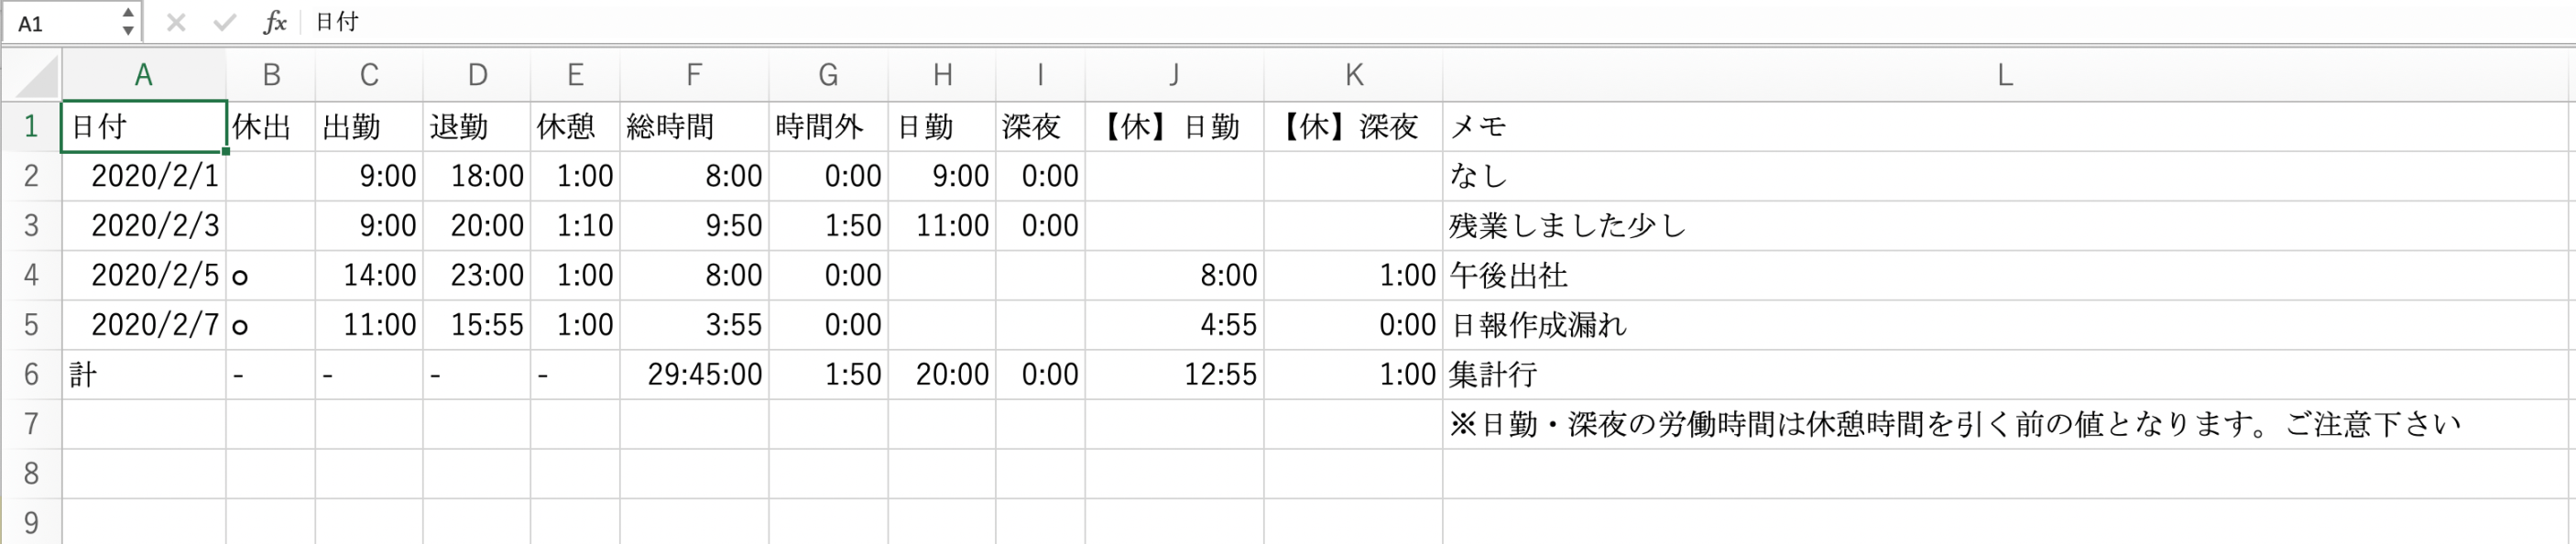 A1 fx 日付
A B C D E F G H I J K L
1 日付 休出 出勤 退勤 休憩 総時間 時間外 日勤 深夜 【休】日勤 【休】深夜 メモ
2 2020/2/1 9:00 18:00 1:00 8:00 0:00 9:00 0:00 なし
3 2020/2/3 9:00 20:00 1:10 9:50 1:50 11:00 0:00 残業しました少し
4 2020/2/5 ○ 14:00 23:00 1:00 8:00 0:00 8:00 1:00 午後出社
5 2020/2/7 ○ 11:00 15:55 1:00 3:55 0:00 4:55 0:00 日報作成漏れ
6 計 - - - - 29:45:00 1:50 20:00 0:00 12:55 1:00 集計行
7 ※日勤・深夜の労働時間は休憩時間を引く前の値となります。ご注意下さい
8
9